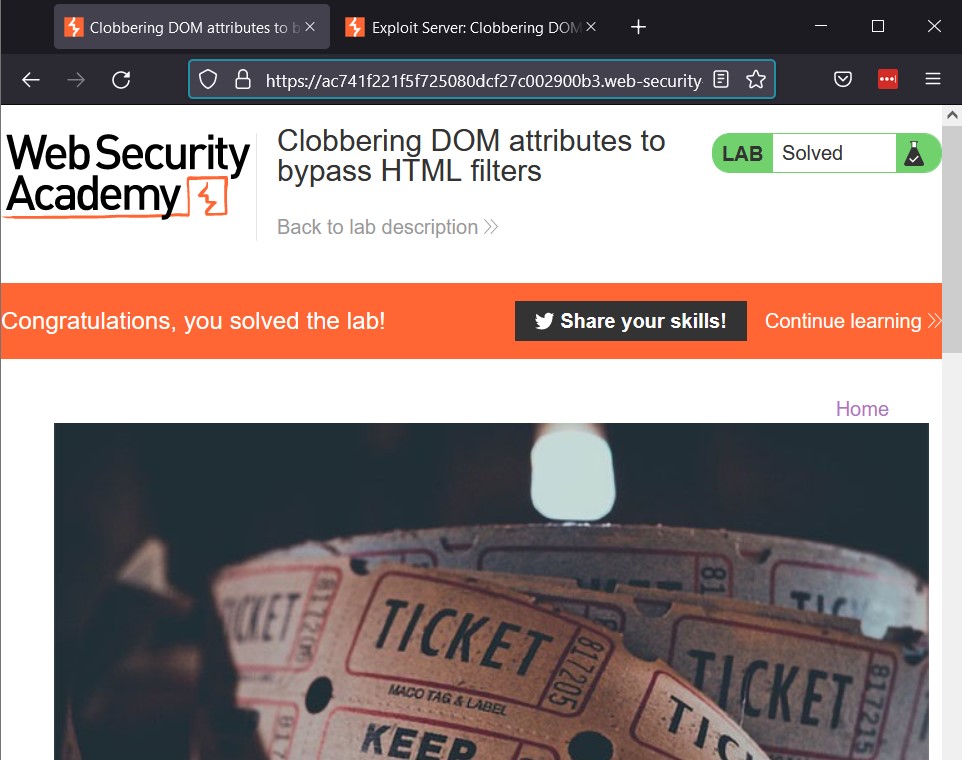 Clobbering DOM attributes to b
Exploit Server: Clobbering DOM
https://ac741f221f5f725080dcf27c002900b3.web-security
Web Security
Academy
Clobbering DOM attributes to
bypass HTML filters
Back to lab description
LAB Solved
Congratulations, you solved the lab!
Share your skills!
Continue learning
Home
TICKET
817205
MACO TAG & LABEL
KEEP
TICKET
817205
TICKET
817215